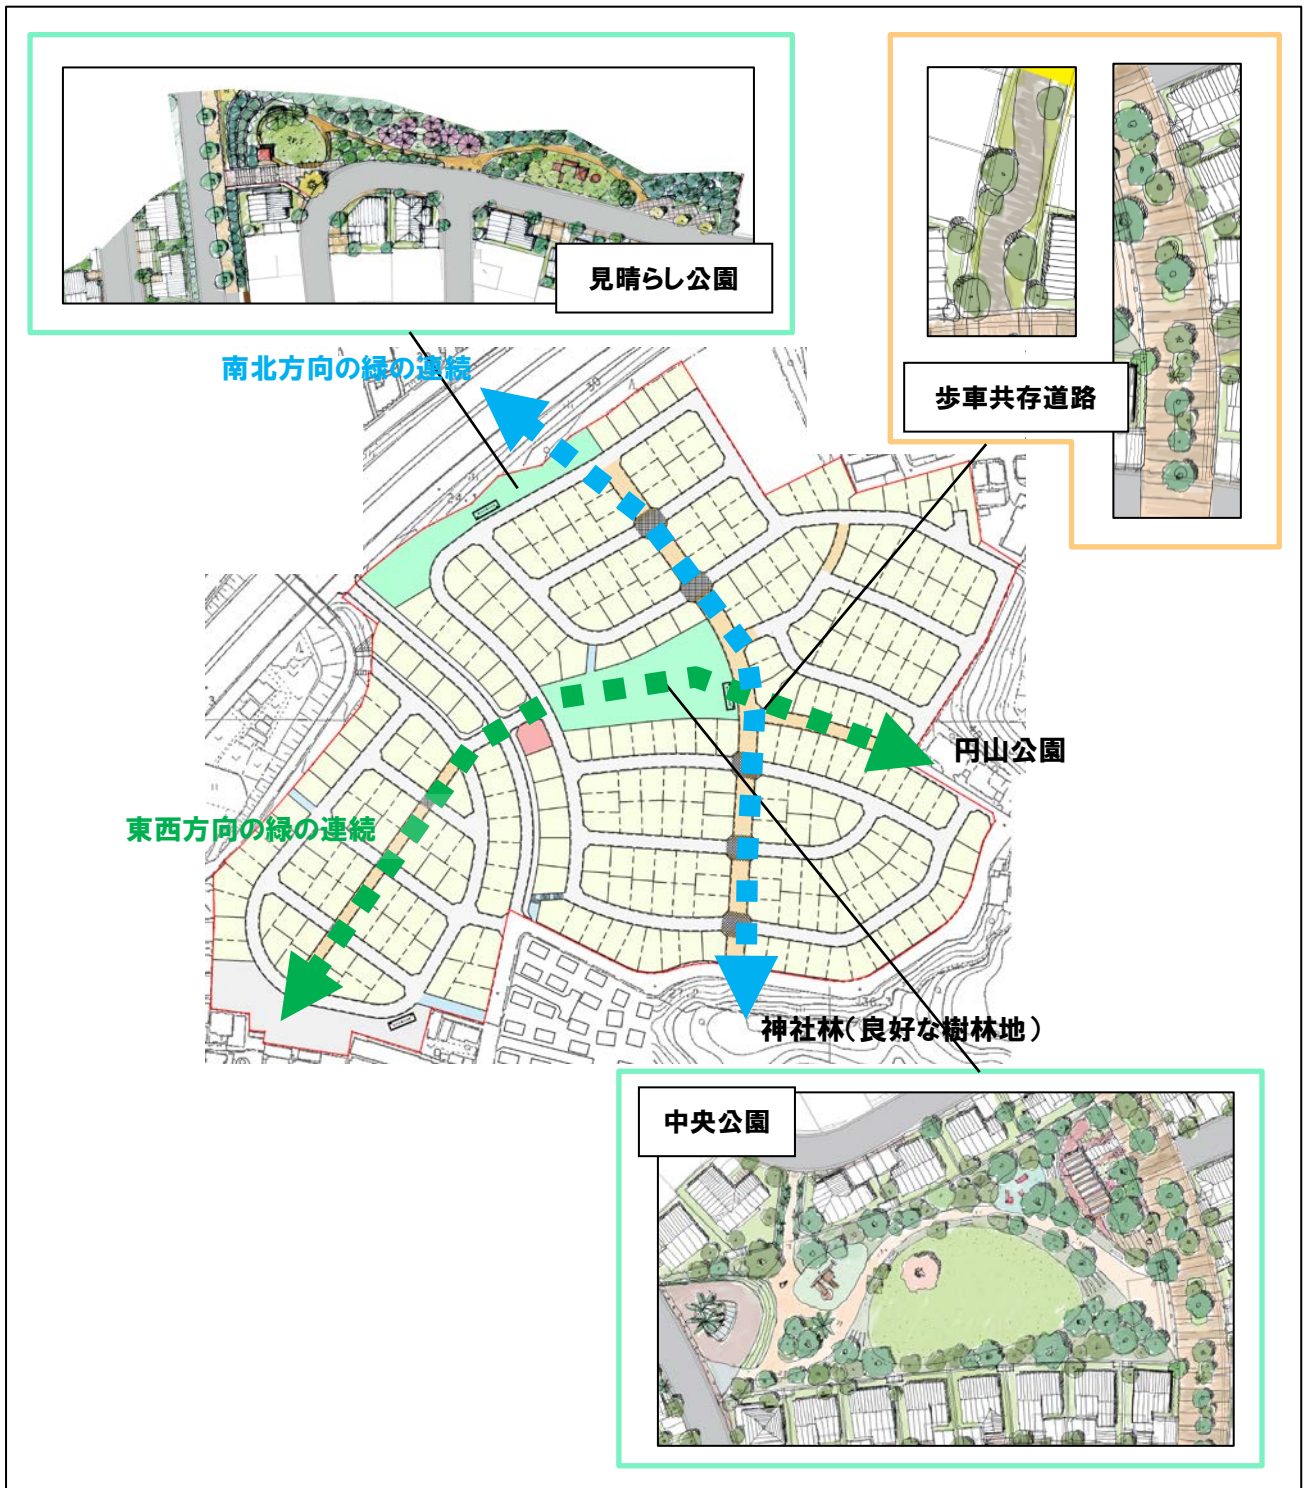 見晴らし公園
歩車共存道路
南北方向の緑の連続
円山公園
東西方向の緑の連続
神社林(良好な樹林地)
中央公園